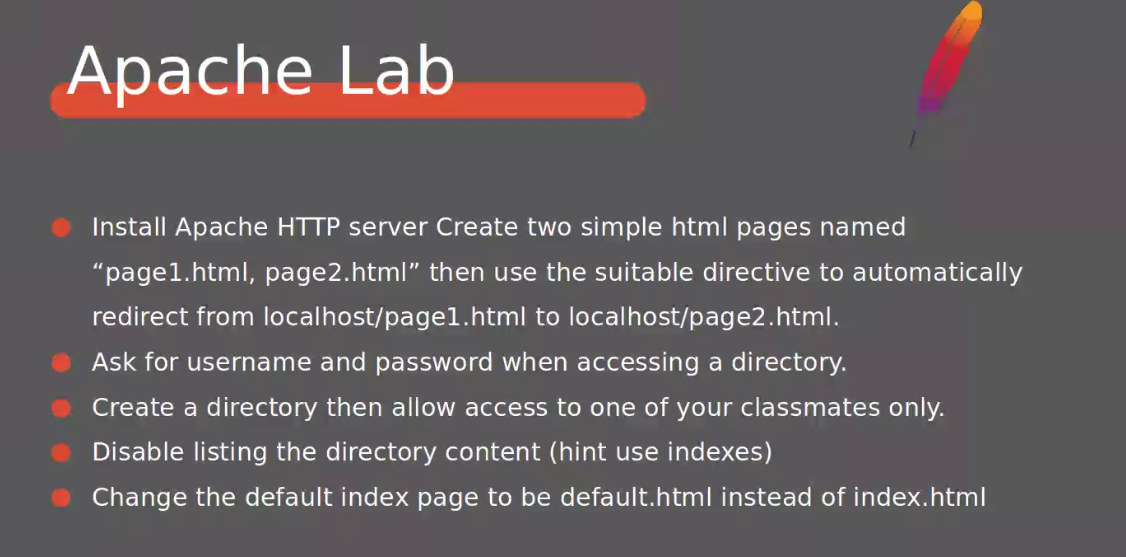 Apache Lab
Install Apache HTTP server Create two simple html pages named
“page1.html, page2.html” then use the suitable directive to automatically
redirect from localhost/page1.html to localhost/page2.html.
Ask for username and password when accessing a directory.
Create a directory then allow access to one of your classmates only.
Disable listing the directory content (hint use indexes)
Change the default index page to be default.html instead of index.html